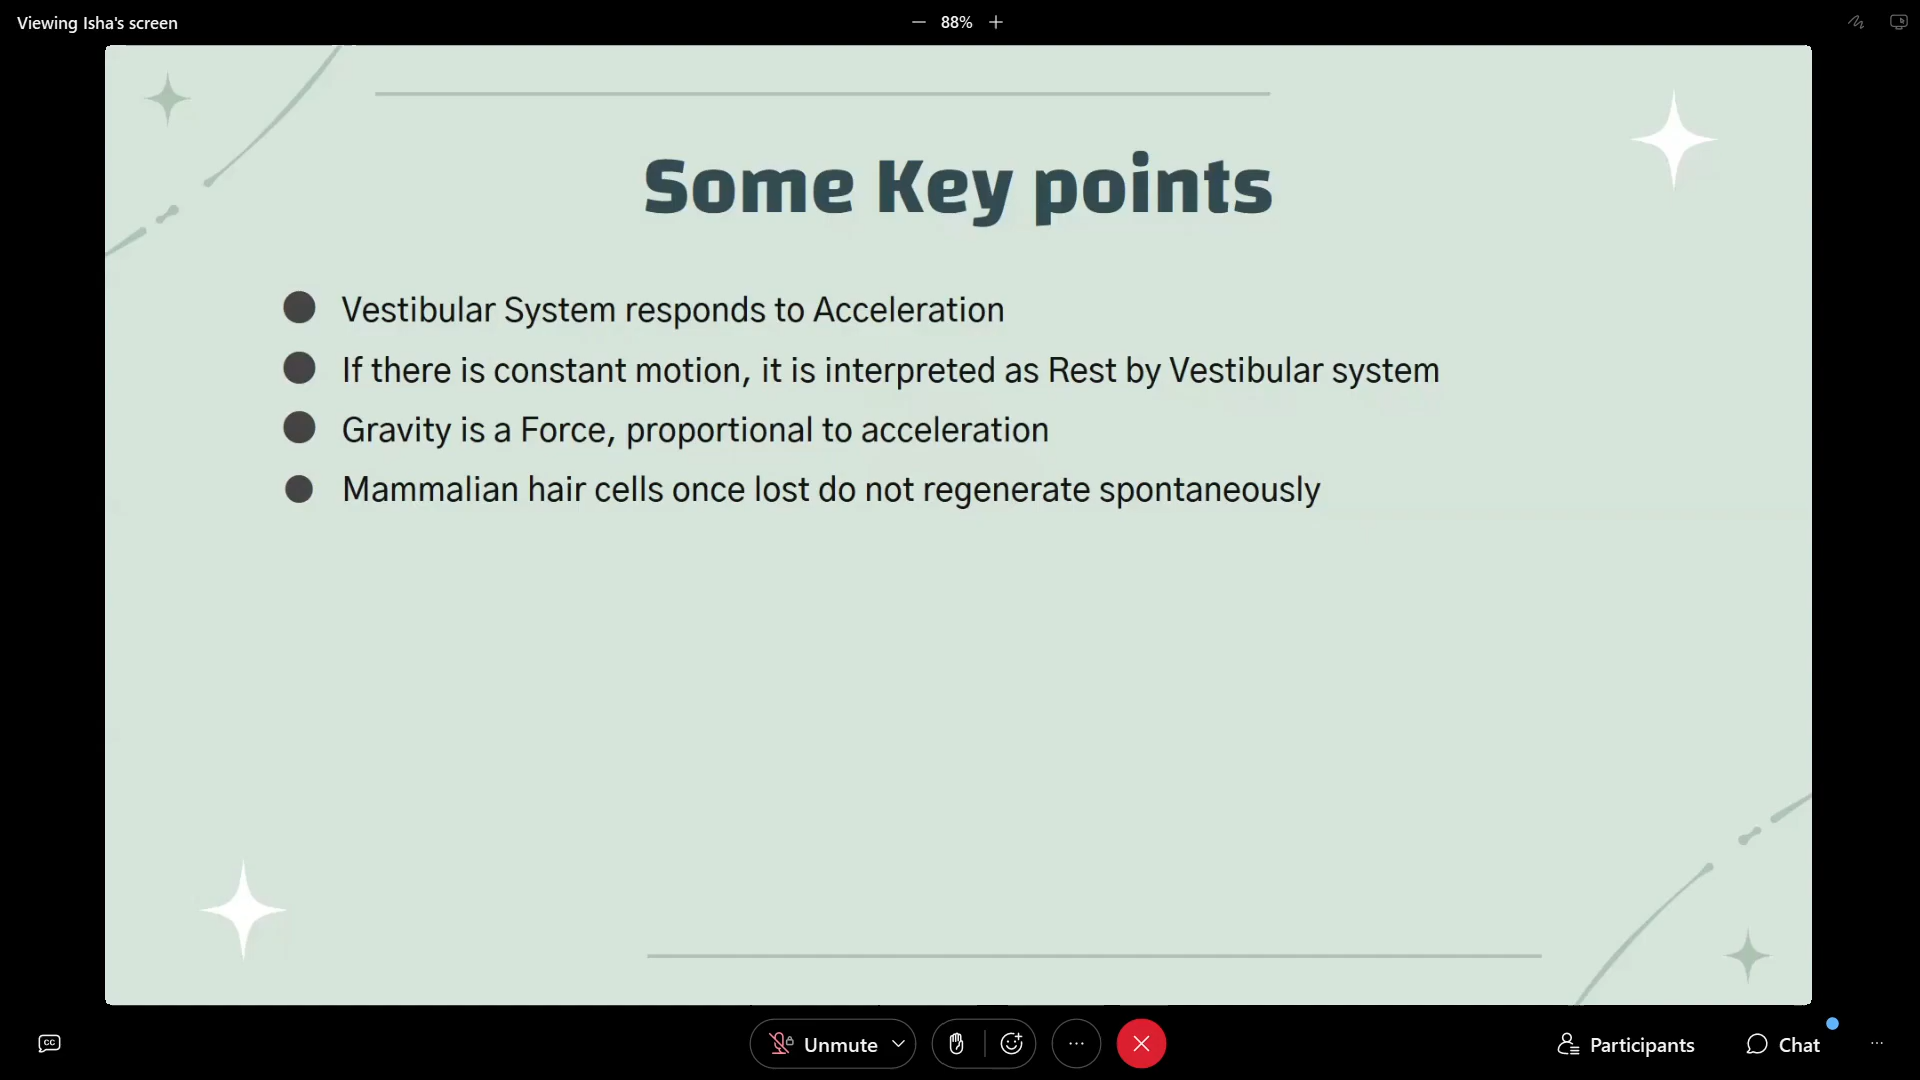 Viewing Isha's screen
88%
Some Key points
Vestibular System responds to Acceleration
If there is constant motion, it is interpreted as Rest by Vestibular system
Gravity is a Force, proportional to acceleration
Mammalian hair cells once lost do not regenerate spontaneously
CC
Unmute
Participants
Chat